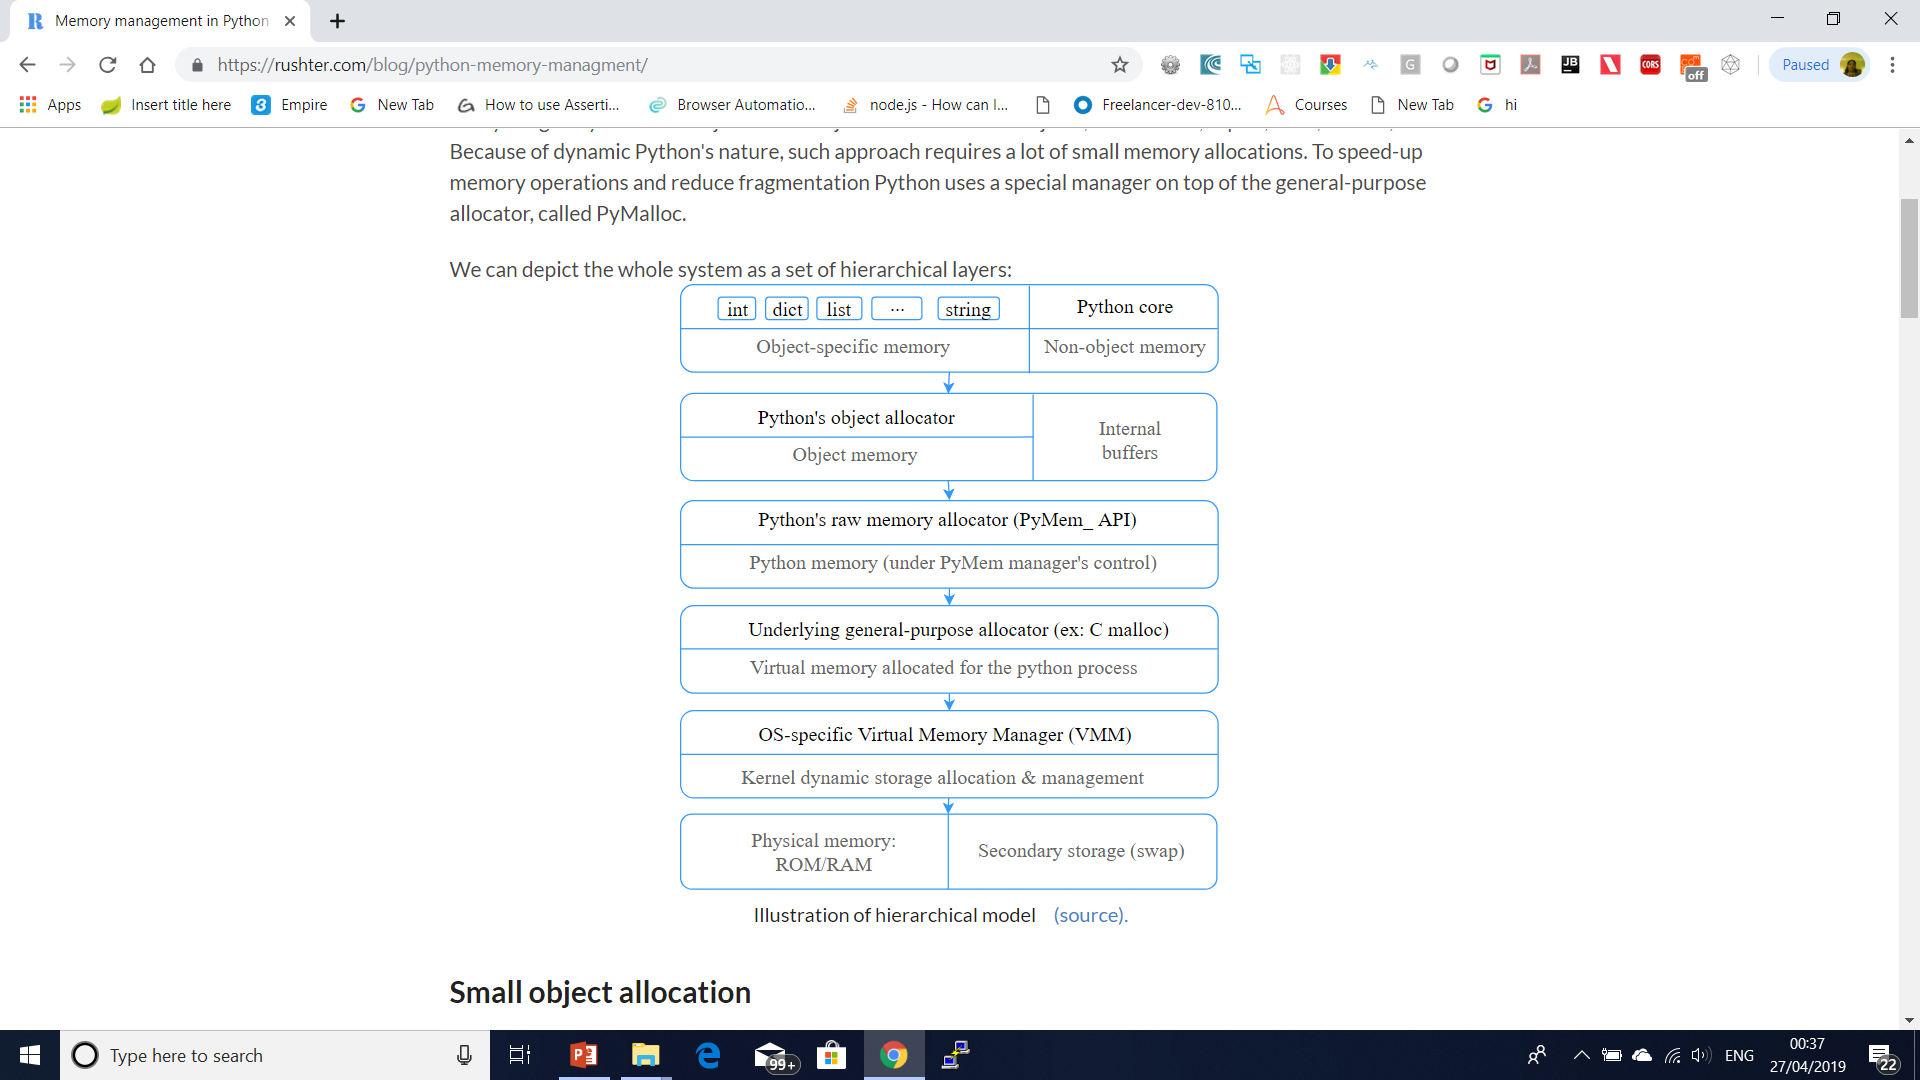 Memory management in Python
https://rushter.com/blog/python-memory-managment/
G
JB
CORS
off
Paused
Apps
Insert title here
Empire
New Tab
How to use Asserti...
Browser Automatio...
node.js - How can I...
Freelancer-dev-810...
Courses
New Tab
hi
Because of dynamic Python's nature, such approach requires a lot of small memory allocations. To speed-up
memory operations and reduce fragmentation Python uses a special manager on top of the general-purpose
allocator, called PyMalloc.
We can depict the whole system as a set of hierarchical layers:
int dict list ... string
Python core
Object-specific memory
Non-object memory
Python's object allocator
Object memory
Internal
buffers
Python's raw memory allocator (PyMem_ API)
Python memory (under PyMem manager's control)
Underlying general-purpose allocator (ex: C malloc)
Virtual memory allocated for the python process
OS-specific Virtual Memory Manager (VMM)
Kernel dynamic storage allocation & management
Physical memory:
ROM/RAM
Secondary storage (swap)
Illustration of hierarchical model (source).
Small object allocation
Type here to search
99+
ENG
00:37
27/04/2019
22